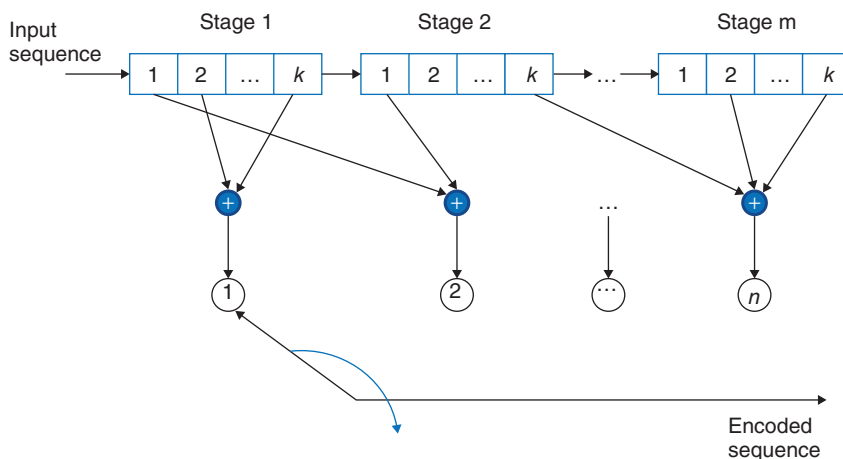 Stage 1 Stage 2 Stage m
Input
sequence
1 2 ... k 1 2 ... k ... 1 2 ... k
+ + ... +
1 2 ... n
Encoded
sequence